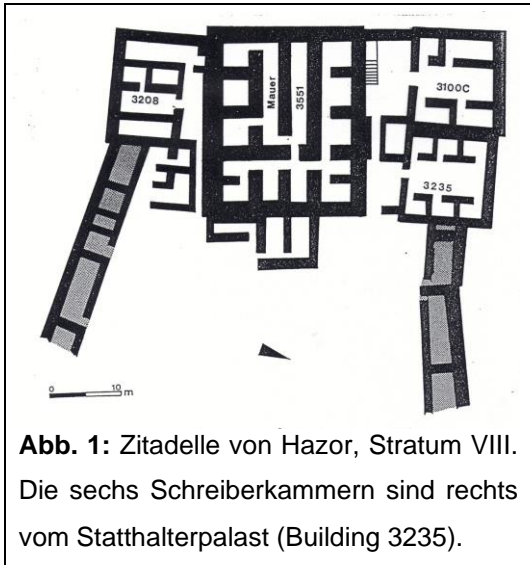 3208
Mauer
3551
3100C
3235
0 10 m
Abb. 1: Zitadelle von Hazor, Stratum VIII.
Die sechs Schreiberkammern sind rechts
vom Statthalterpalast (Building 3235).